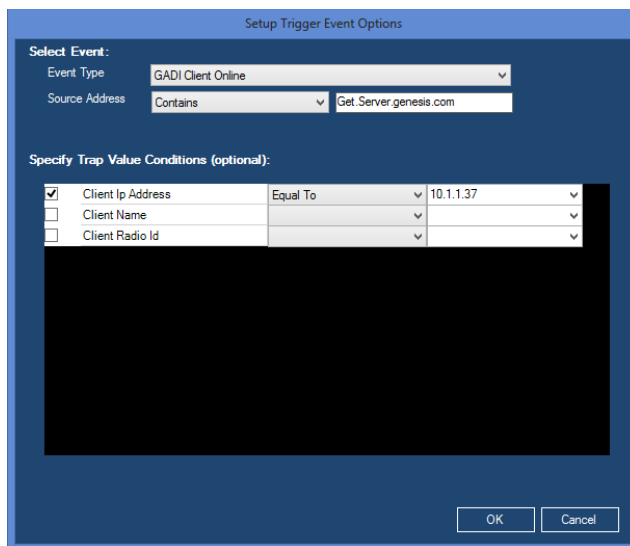 Setup Trigger Event Options
Select Event:
Event Type GADI Client Online
Source Address Contains Get.Server.genesis.com
Specify Trap Value Conditions (optional):
Client Ip Address Equal To 10.1.1.37
Client Name
Client Radio Id
OK Cancel